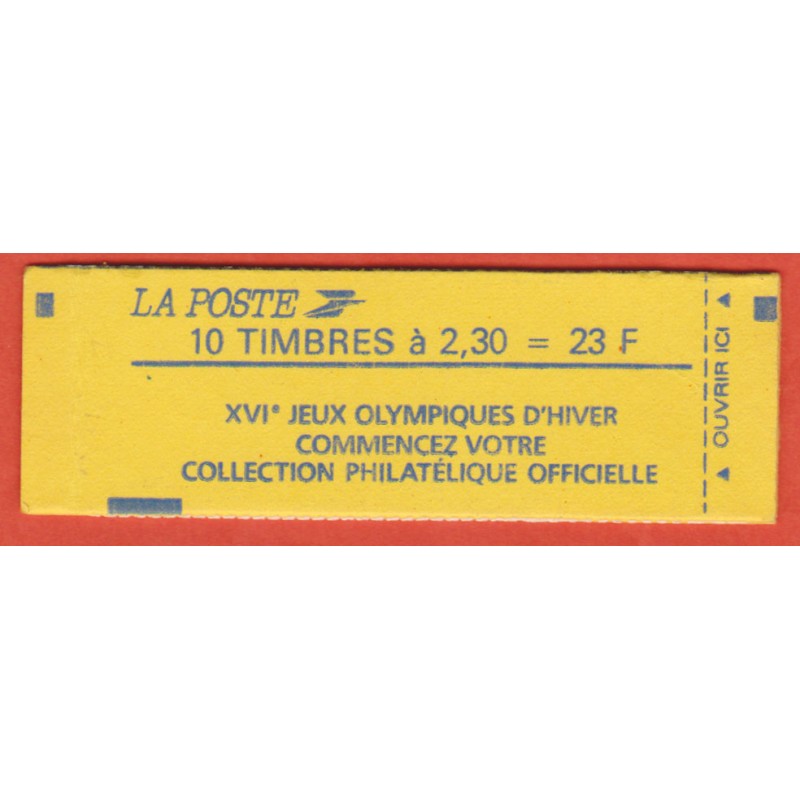 LA POSTE
10 TIMBRES à 2,30 = 23 F
XVIe JEUX OLYMPIQUES D'HIVER
COMMENCEZ VOTRE
COLLECTION PHILATÉLIQUE OFFICIELLE
▲ OUVRIR ICI ▲